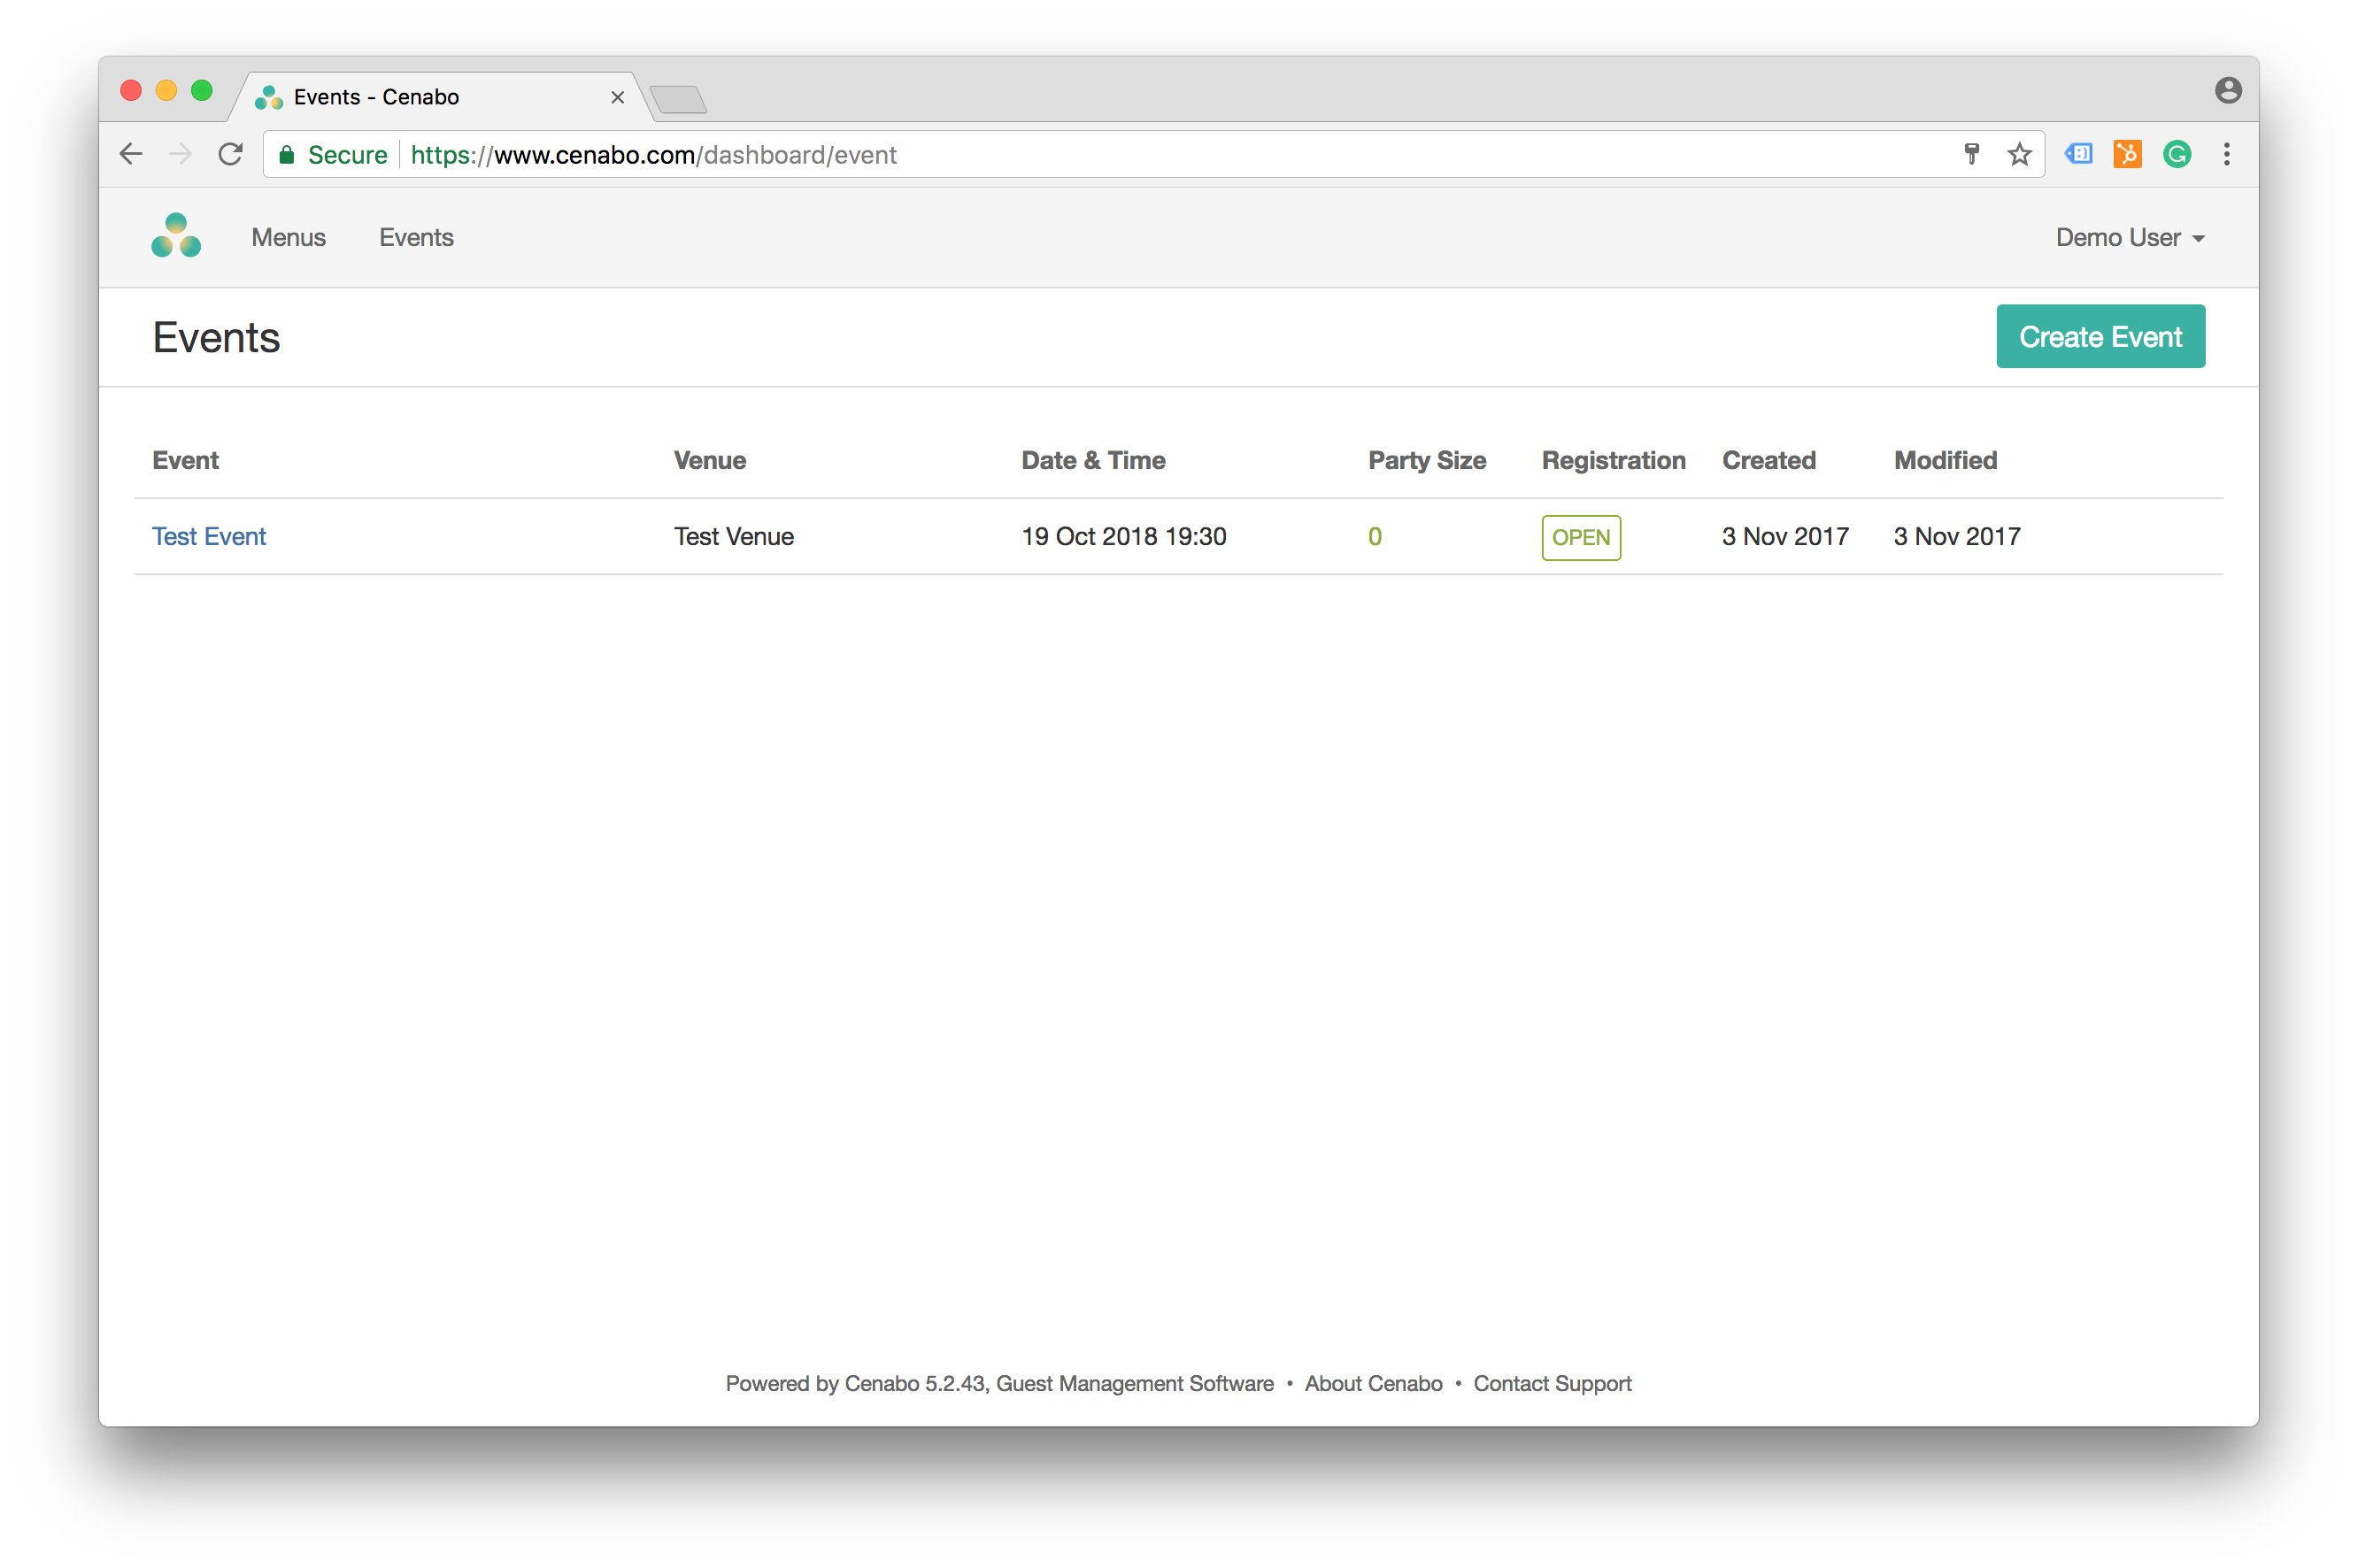 Events - Cenabo
Secure https://www.cenabo.com/dashboard/event
Menus Events Demo User
Events Create Event
Event Venue Date & Time Party Size Registration Created Modified
Test Event Test Venue 19 Oct 2018 19:30 0 OPEN 3 Nov 2017 3 Nov 2017
Powered by Cenabo 5.2.43, Guest Management Software • About Cenabo • Contact Support